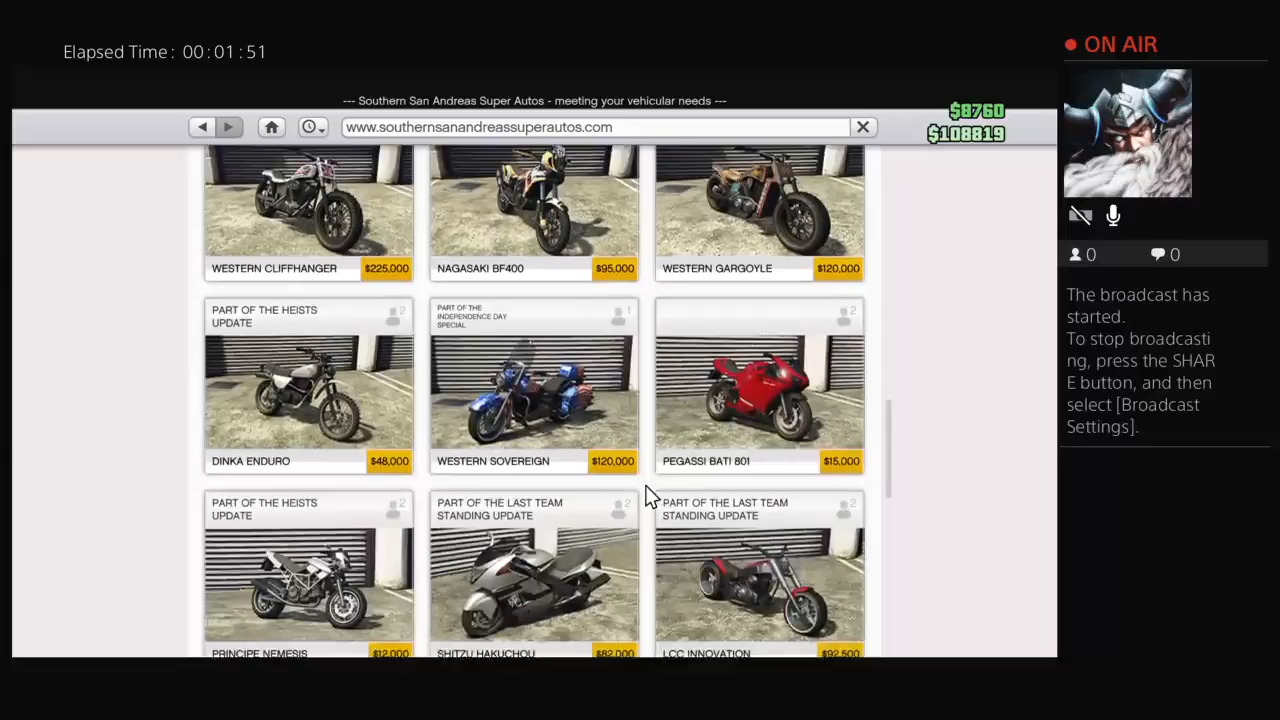 Elapsed Time: 00:01:51
ON AIR
--- Southern San Andreas Super Autos - meeting your vehicular needs ---
$8760
www.southernsanandreassuperautos.com
$108819
WESTERN CLIFFHANGER $225,000
NAGASAKI BF400 $95,000
WESTERN GARGOYLE $120,000
0 0
The broadcast has
started.
To stop broadcasti
ng, press the SHAR
E button, and then
select [Broadcast
Settings].
PART OF THE HEISTS
UPDATE
2
PART OF THE
INDEPENDENCE DAY
SPECIAL
1
2
DINKA ENDURO $48,000
WESTERN SOVEREIGN $120,000
PEGASSI BATI 801 $15,000
PART OF THE HEISTS
UPDATE
2
PART OF THE LAST TEAM
STANDING UPDATE
2
PART OF THE LAST TEAM
STANDING UPDATE
2
PRINCIPE NEMESIS $12,000
SHITZU HAKUCHOU $82,000
LCC INNOVATION $92,500